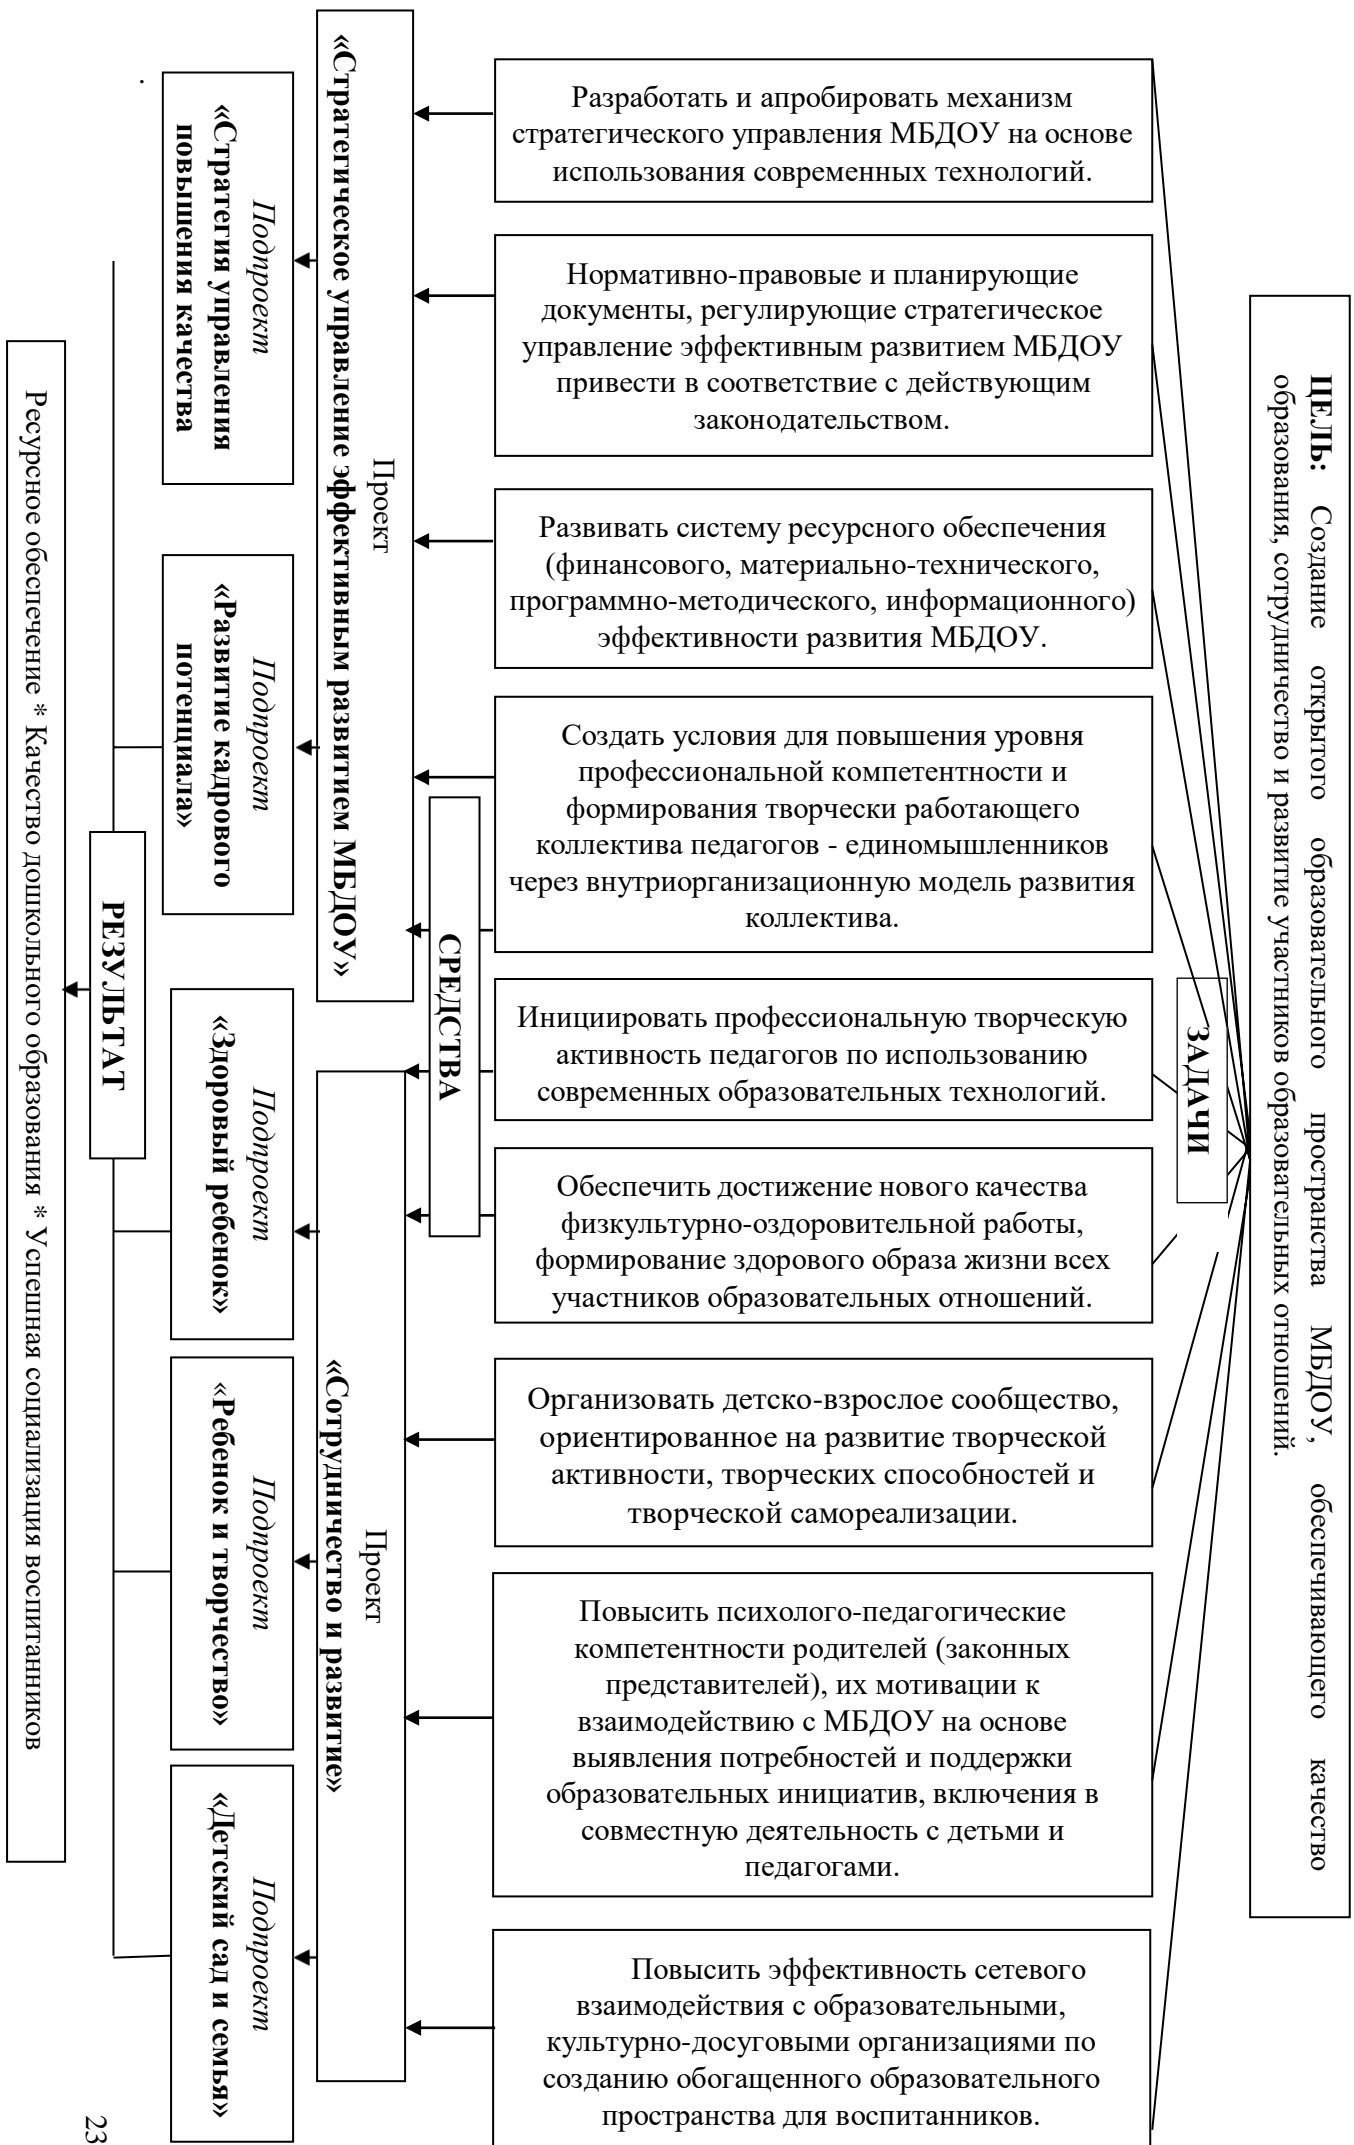 ЦЕЛЬ: Создание открытого образовательного пространства МБДОУ, обеспечивающего качество
образования, сотрудничество и развитие участников образовательных отношений.
ЗАДАЧИ
Разработать и апробировать механизм
стратегического управления МБДОУ на основе
использования современных технологий.
Нормативно-правовые и планирующие
документы, регулирующие стратегическое
управление эффективным развитием МБДОУ
привести в соответствие с действующим
законодательством.
Развивать систему ресурсного обеспечения
(финансового, материально-технического,
программно-методического, информационного)
эффективности развития МБДОУ.
Создать условия для повышения уровня
профессиональной компетентности и
формирования творчески работающего
коллектива педагогов - единомышленников
через внутриорганизационную модель развития
коллектива.
Инициировать профессиональную творческую
активность педагогов по использованию
современных образовательных технологий.
Обеспечить достижение нового качества
физкультурно-оздоровительной работы,
формирование здорового образа жизни всех
участников образовательных отношений.
Организовать детско-взрослое сообщество,
ориентированное на развитие творческой
активности, творческих способностей и
творческой самореализации.
Повысить психолого-педагогические
компетентности родителей (законных
представителей), их мотивации к
взаимодействию с МБДОУ на основе
выявления потребностей и поддержки
образовательных инициатив, включения в
совместную деятельность с детьми и
педагогами.
Повысить эффективность сетевого
взаимодействия с образовательными,
культурно-досуговыми организациями по
созданию обогащенного образовательного
пространства для воспитанников.
СРЕДСТВА
Проект
«Стратегическое управление эффективным развитием МБДОУ»
Проект
«Сотрудничество и развитие»
Подпроект
«Стратегия управления
повышения качества
Подпроект
«Развитие кадрового
потенциала»
Подпроект
«Здоровый ребенок»
Подпроект
«Ребенок и творчество»
Подпроект
«Детский сад и семья»
РЕЗУЛЬТАТ
Ресурсное обеспечение * Качество дошкольного образования * Успешная социализация воспитанников
.
23